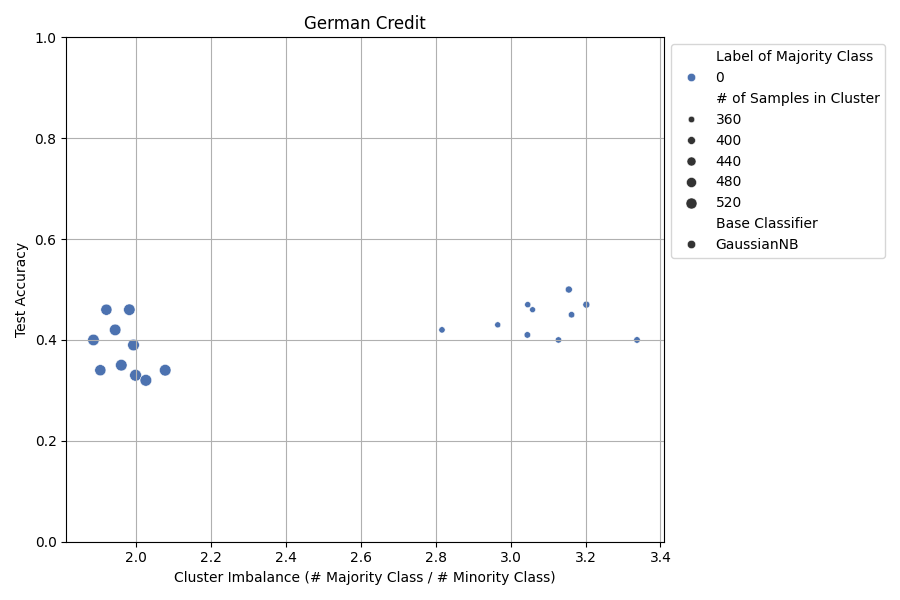 German Credit
1.0
0.8
0.6
0.4
0.2
0.0
Test Accuracy
2.0 2.2 2.4 2.6 2.8 3.0 3.2 3.4
Cluster Imbalance (# Majority Class / # Minority Class)
Label of Majority Class
0
# of Samples in Cluster
360
400
440
480
520
Base Classifier
GaussianNB